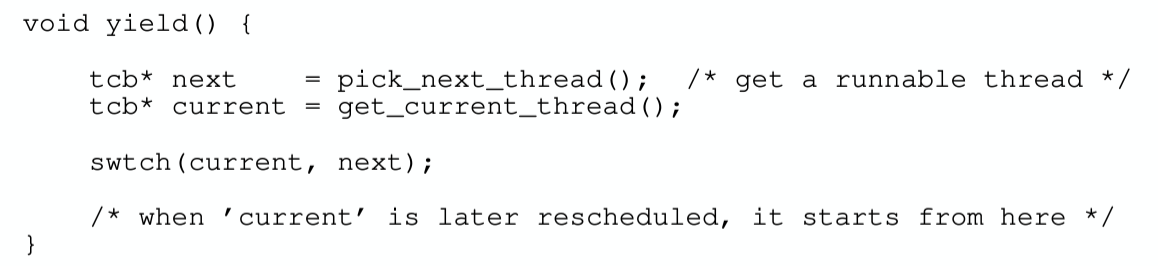 void yield() {
    tcb* next    = pick_next_thread();  /* get a runnable thread */
    tcb* current = get_current_thread();
    swtch(current, next);
    /* when 'current' is later rescheduled, it starts from here */
}